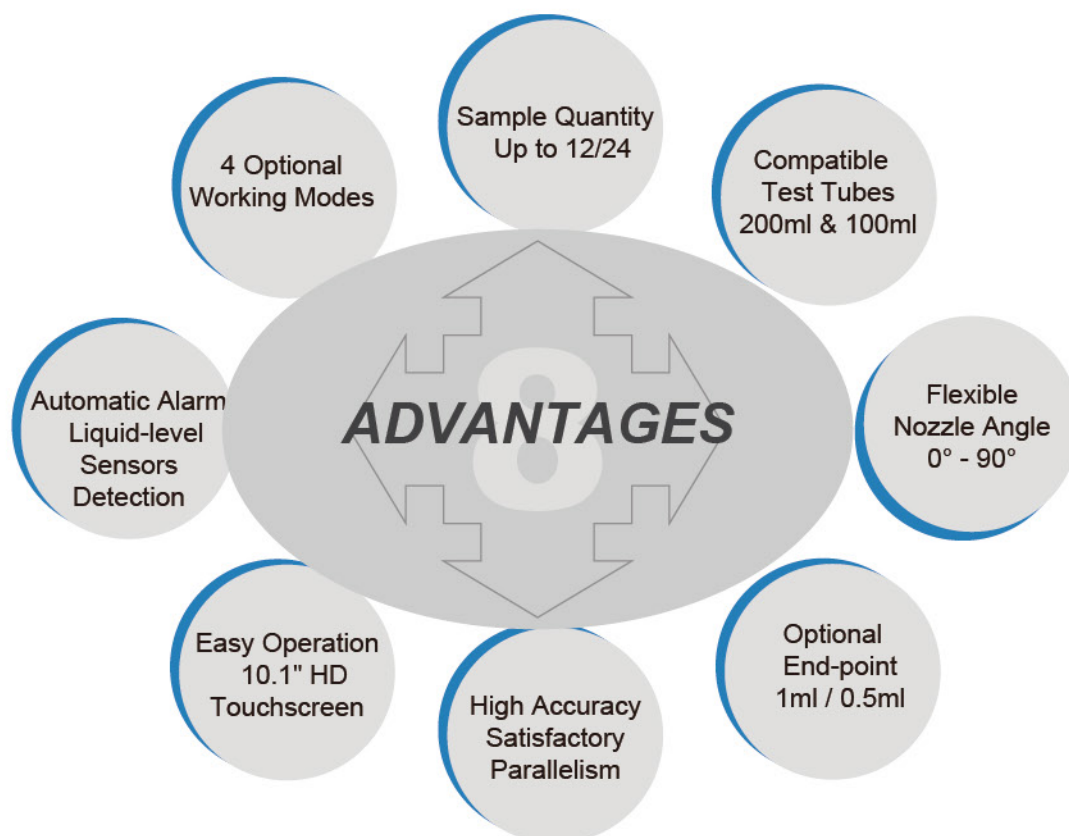 Sample Quantity
Up to 12/24
4 Optional
Working Modes
Compatible
Test Tubes
200ml & 100ml
8
ADVANTAGES
Automatic Alarm
Liquid-level
Sensors
Detection
Flexible
Nozzle Angle
0° - 90°
Easy Operation
10.1" HD
Touchscreen
High Accuracy
Satisfactory
Parallelism
Optional
End-point
1ml / 0.5ml